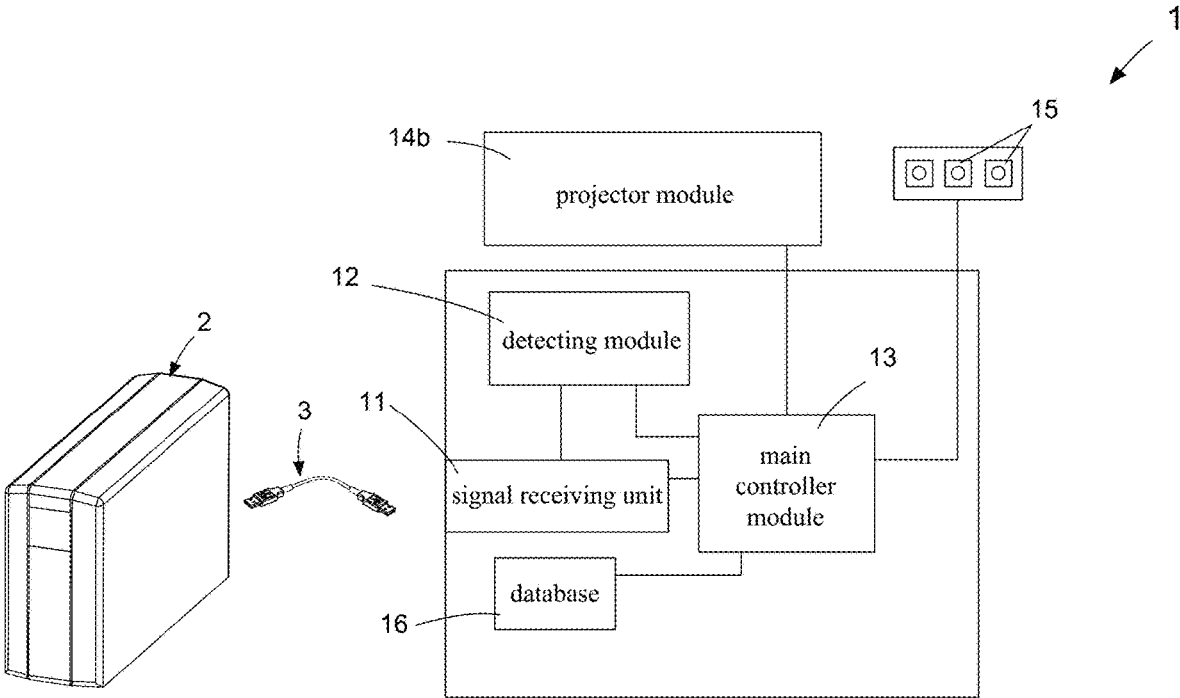 1
15
14b
projector module
12
detecting module
2
13
11
3
main
controller
module
signal receiving unit
database
16